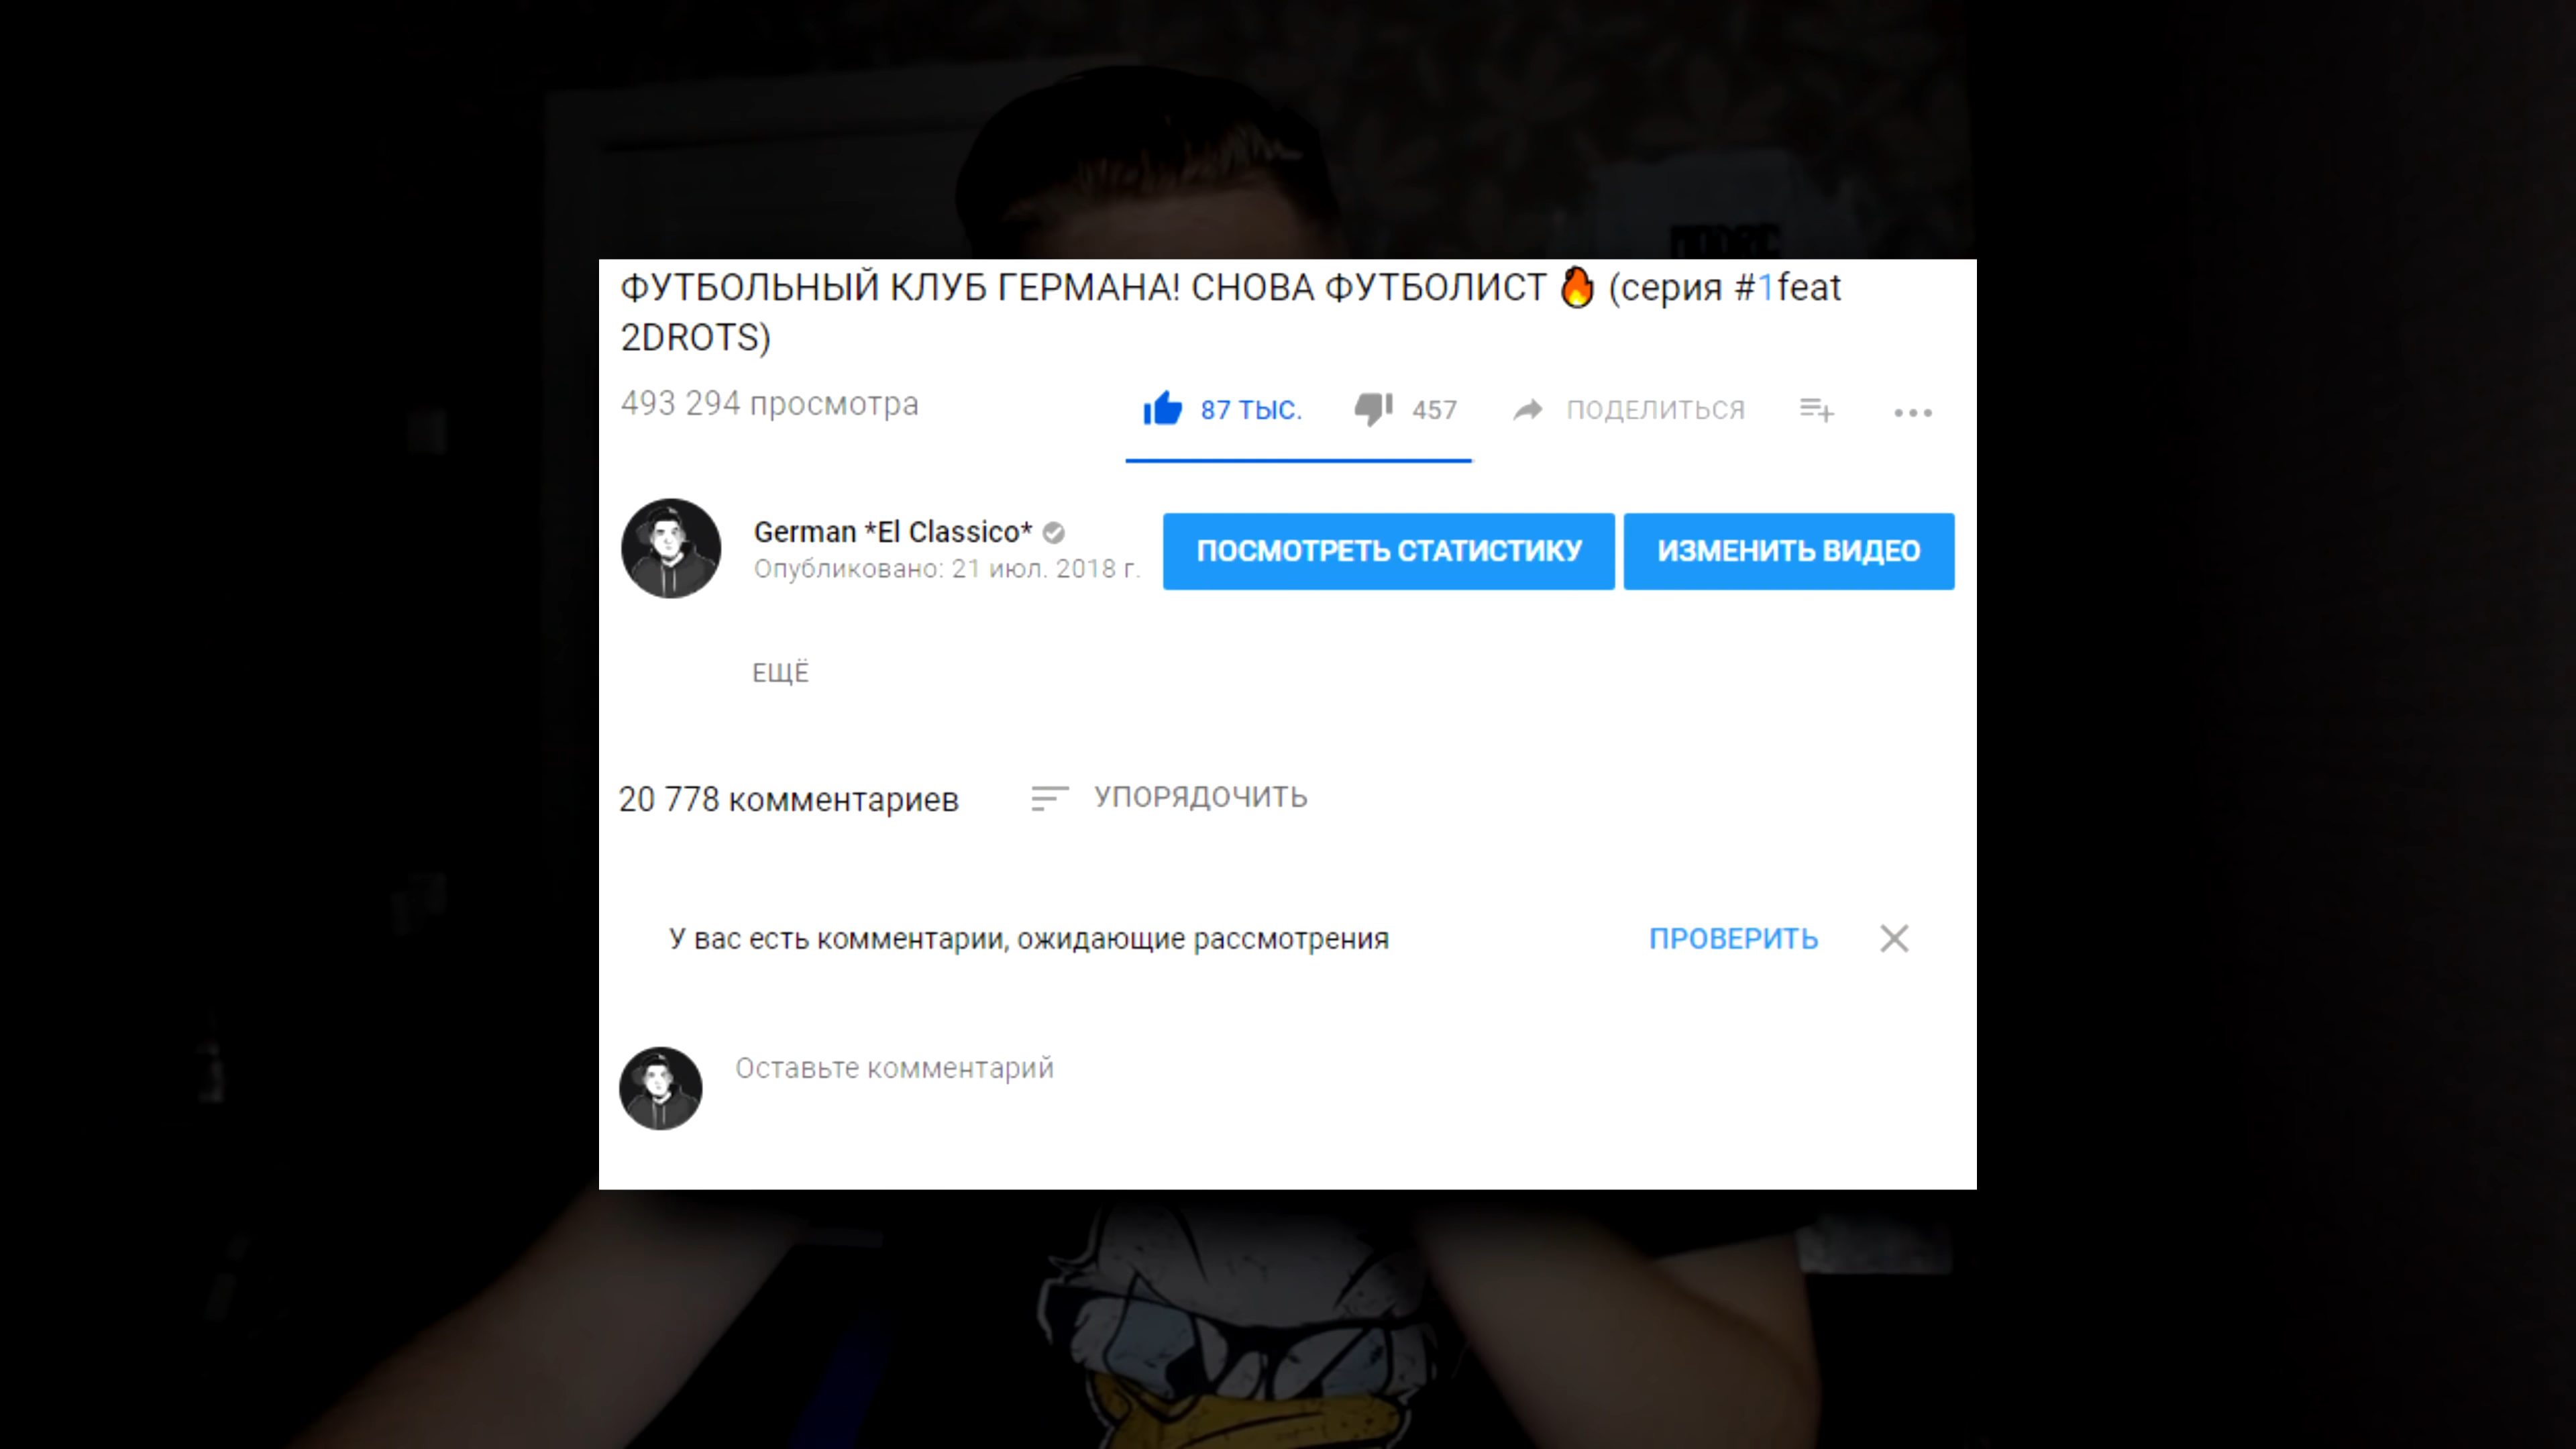 ФУТБОЛЬНЫЙ КЛУБ ГЕРМАНА! СНОВА ФУТБОЛИСТ 🔥 (серия #1feat
2DROTS)
493 294 просмотра
87 ТЫС.
457
ПОДЕЛИТЬСЯ
German *El Classico*
Опубликовано: 21 июл. 2018 г.
ПОСМОТРЕТЬ СТАТИСТИКУ
ИЗМЕНИТЬ ВИДЕО
ЕЩЁ
20 778 комментариев
УПОРЯДОЧИТЬ
У вас есть комментарии, ожидающие рассмотрения
ПРОВЕРИТЬ
Оставьте комментарий